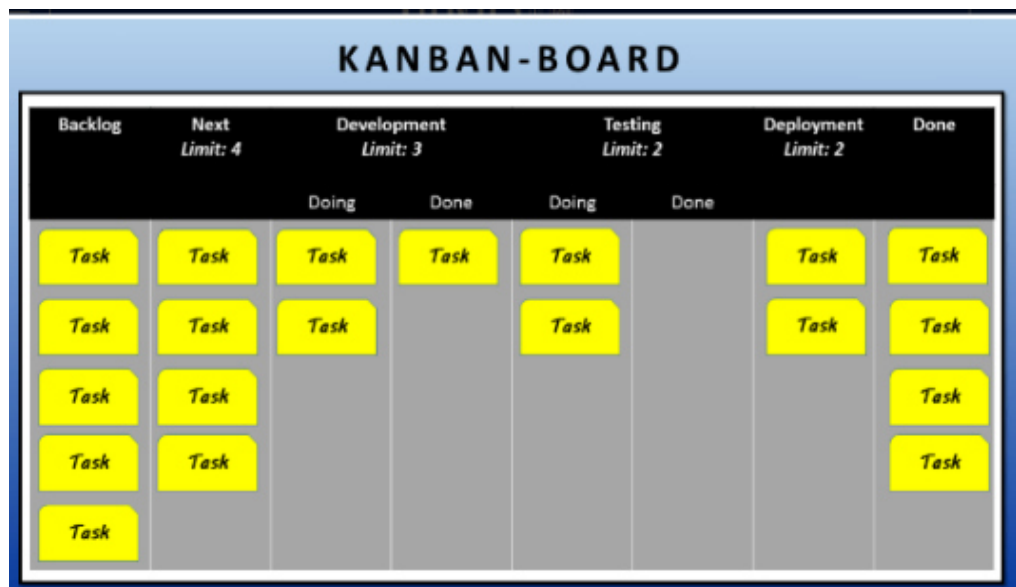 KANBAN-BOARD
Backlog Next Development Testing Deployment Done
Limit: 4 Limit: 3 Limit: 2 Limit: 2
Doing Done Doing Done
Task Task Task Task Task Task Task
Task Task Task Task Task Task
Task Task Task
Task Task Task
Task